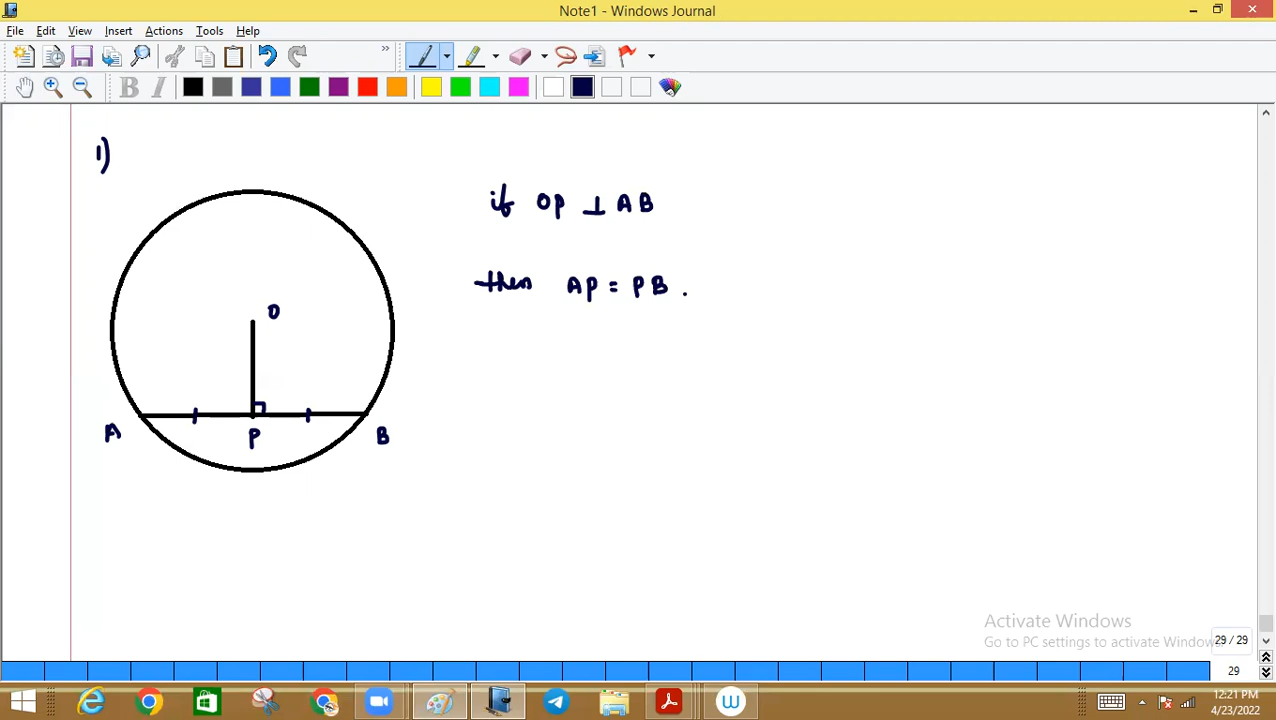 Note1 - Windows Journal
File Edit View Insert Actions Tools Help
B I
1)
if OP ⊥ AB
then AP = PB.
O
A P B
Activate Windows
Go to PC settings to activate Windows.
29 / 29
29
12:21 PM
4/23/2022